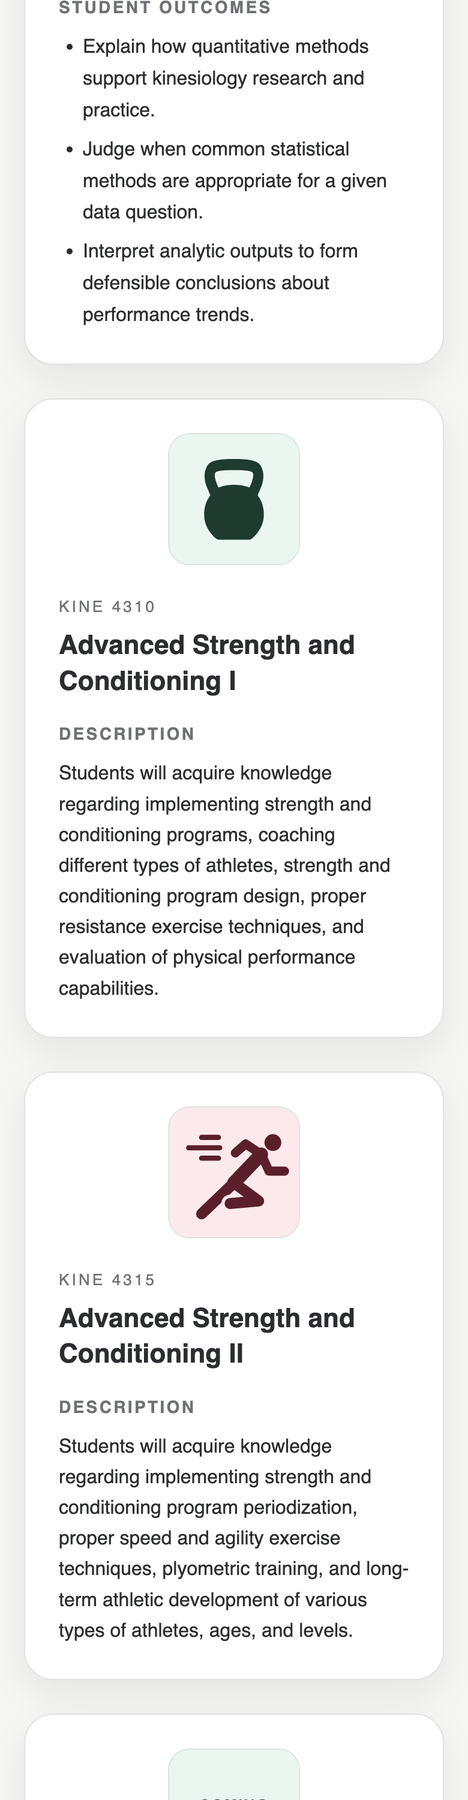 STUDENT OUTCOMES
• Explain how quantitative methods
support kinesiology research and
practice.
• Judge when common statistical
methods are appropriate for a given
data question.
• Interpret analytic outputs to form
defensible conclusions about
performance trends.
KINE 4310
Advanced Strength and
Conditioning I
DESCRIPTION
Students will acquire knowledge
regarding implementing strength and
conditioning programs, coaching
different types of athletes, strength and
conditioning program design, proper
resistance exercise techniques, and
evaluation of physical performance
capabilities.
KINE 4315
Advanced Strength and
Conditioning II
DESCRIPTION
Students will acquire knowledge
regarding implementing strength and
conditioning program periodization,
proper speed and agility exercise
techniques, plyometric training, and long-
term athletic development of various
types of athletes, ages, and levels.